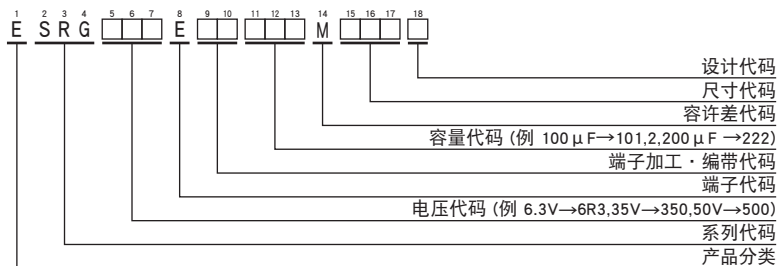 1 2 3 4 5 6 7 8 9 10 11 12 13 14 15 16 17 18
E SRG □□□ E □□ □□□ M □□□ □
设计代码
尺寸代码
容许差代码
容量代码 (例 100μF→101,2,200μF→222)
端子加工・编带代码
端子代码
电压代码 (例 6.3V→6R3,35V→350,50V→500)
系列代码
产品分类